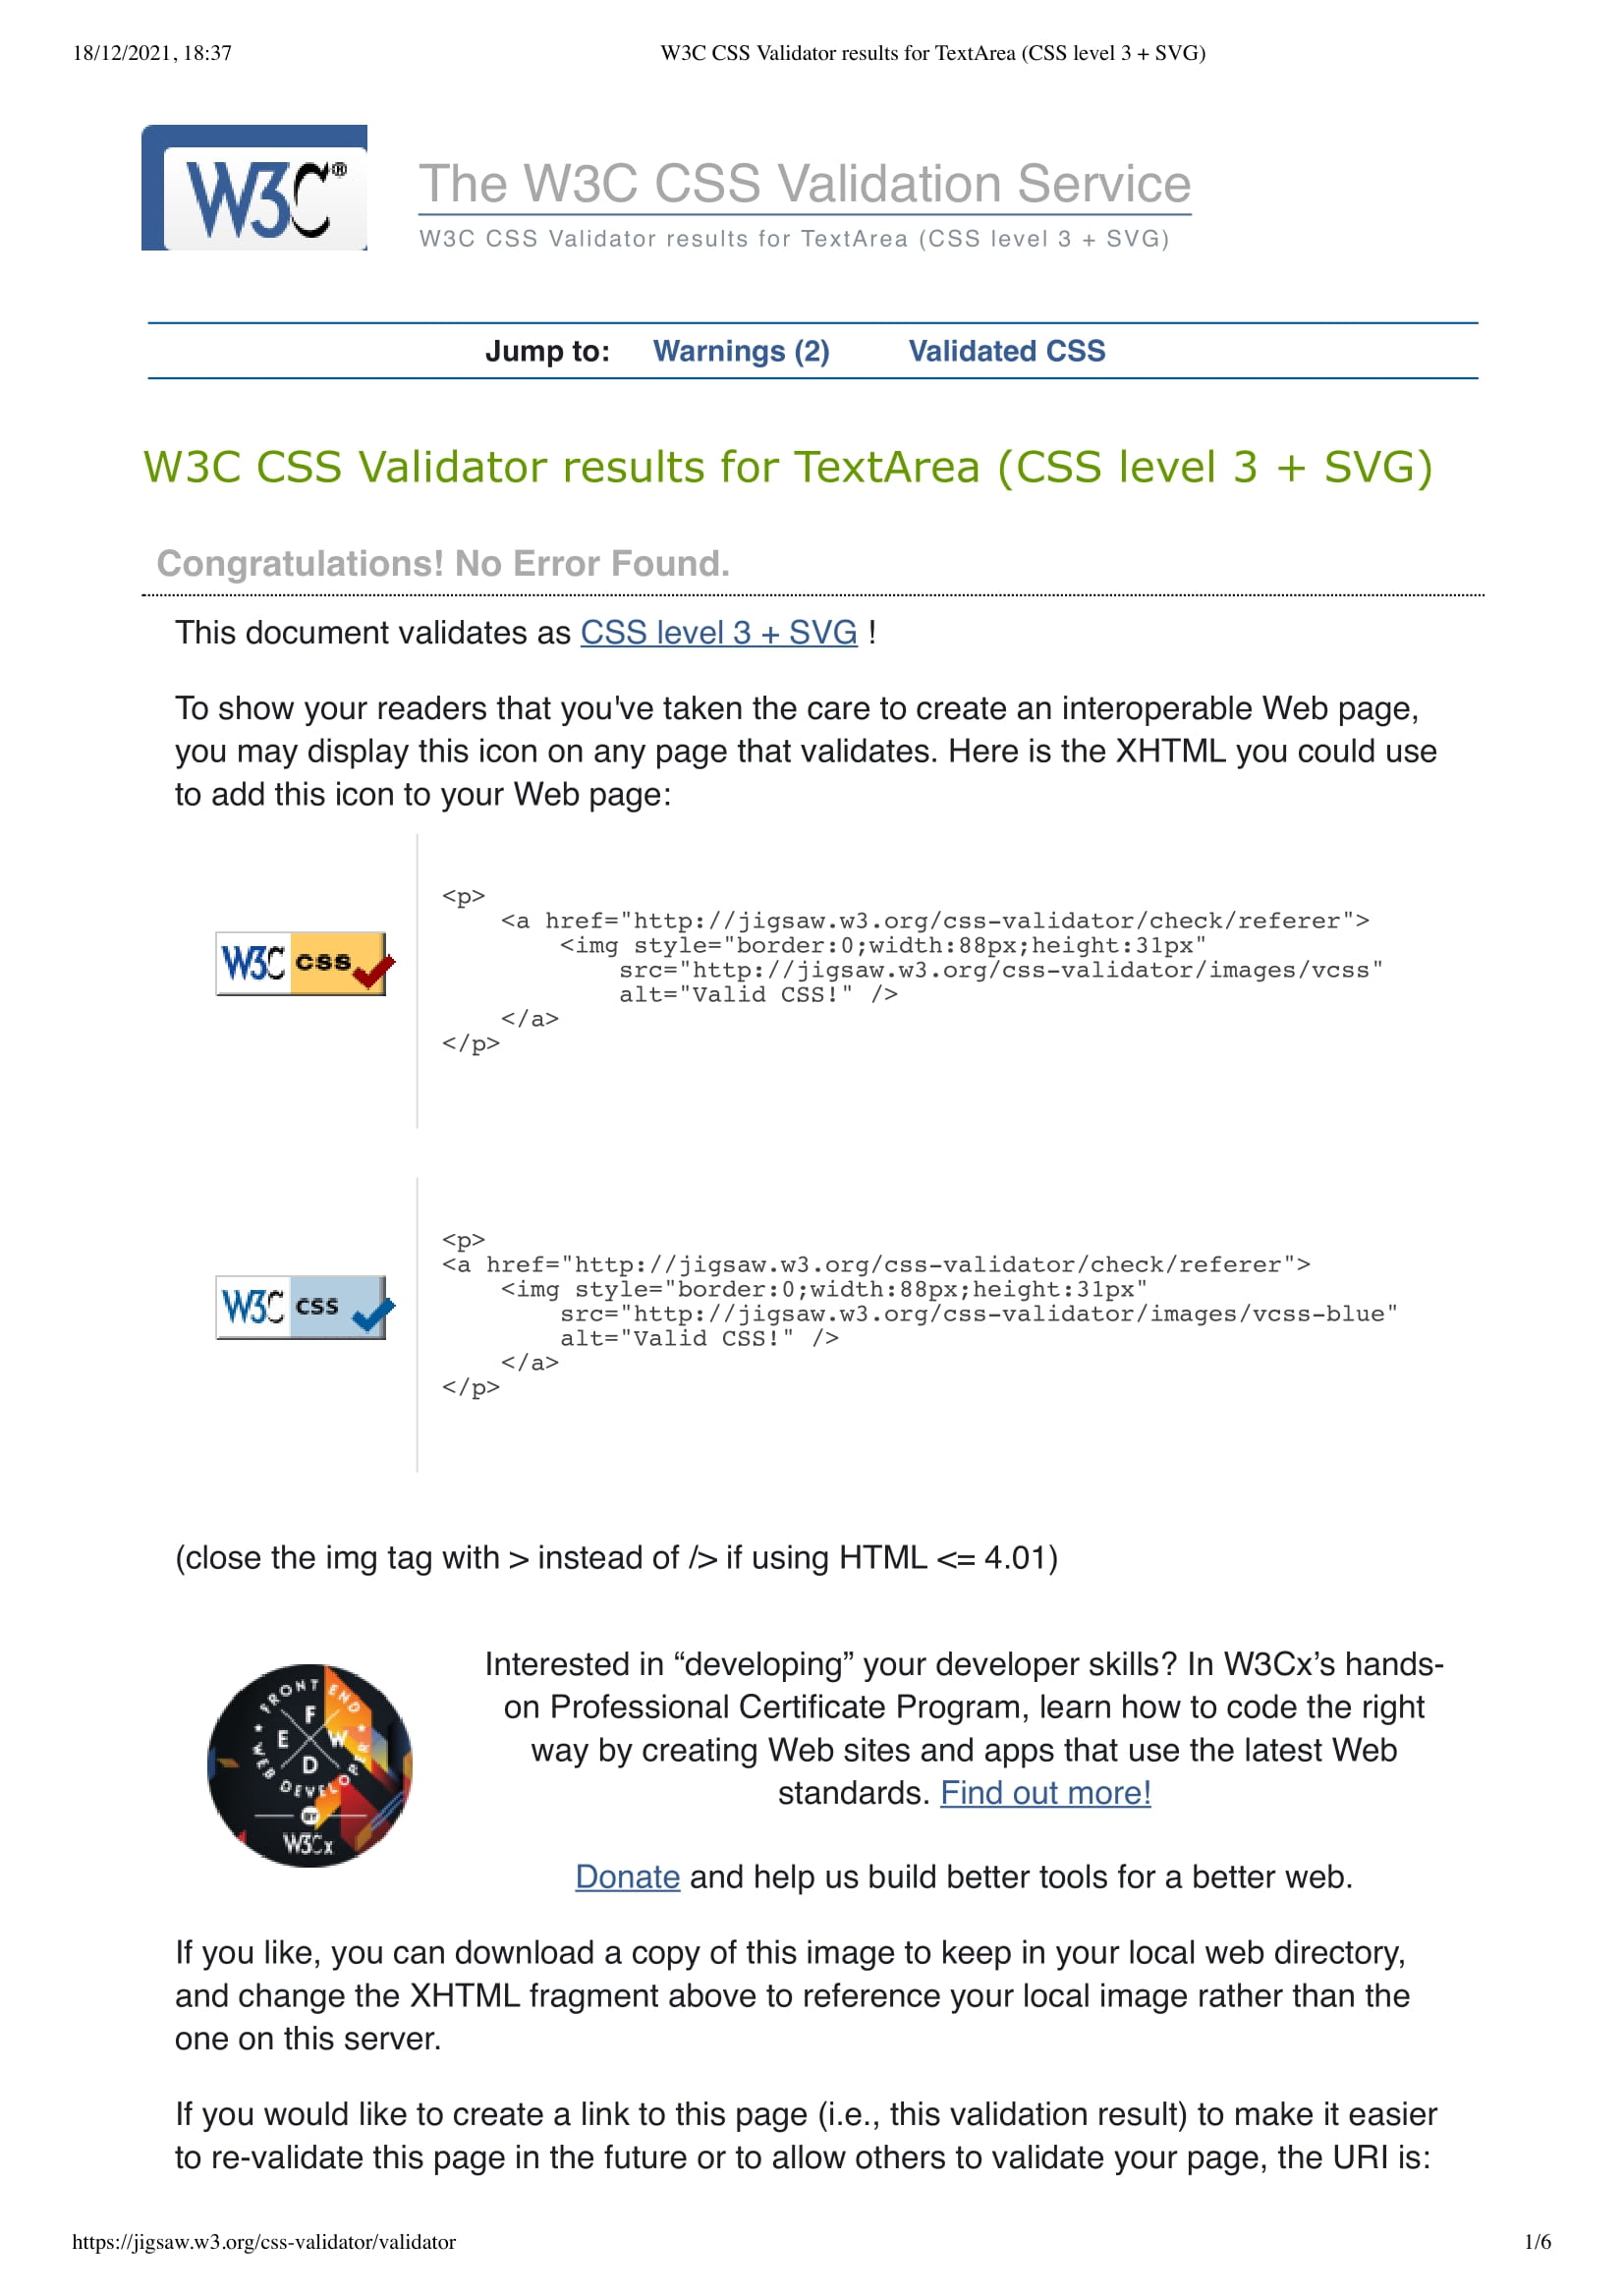 18/12/2021, 18:37 W3C CSS Validator results for TextArea (CSS level 3 + SVG)
W3C®
The W3C CSS Validation Service
W3C CSS Validator results for TextArea (CSS level 3 + SVG)
Jump to: Warnings (2) Validated CSS
W3C CSS Validator results for TextArea (CSS level 3 + SVG)
Congratulations! No Error Found.
This document validates as CSS level 3 + SVG !
To show your readers that you've taken the care to create an interoperable Web page,
you may display this icon on any page that validates. Here is the XHTML you could use
to add this icon to your Web page:
W3C css
<p>
    <a href="http://jigsaw.w3.org/css-validator/check/referer">
        <img style="border:0;width:88px;height:31px"
            src="http://jigsaw.w3.org/css-validator/images/vcss"
            alt="Valid CSS!" />
    </a>
</p>
W3C css
<p>
<a href="http://jigsaw.w3.org/css-validator/check/referer">
    <img style="border:0;width:88px;height:31px"
        src="http://jigsaw.w3.org/css-validator/images/vcss-blue"
        alt="Valid CSS!" />
    </a>
</p>
(close the img tag with > instead of /> if using HTML <= 4.01)
FRONT END
F
E W
D
WEB DEVELOPER
BY
W3Cx
Interested in “developing” your developer skills? In W3Cx’s hands-
on Professional Certificate Program, learn how to code the right
way by creating Web sites and apps that use the latest Web
standards. Find out more!
Donate and help us build better tools for a better web.
If you like, you can download a copy of this image to keep in your local web directory,
and change the XHTML fragment above to reference your local image rather than the
one on this server.
If you would like to create a link to this page (i.e., this validation result) to make it easier
to re-validate this page in the future or to allow others to validate your page, the URI is:
https://jigsaw.w3.org/css-validator/validator 1/6